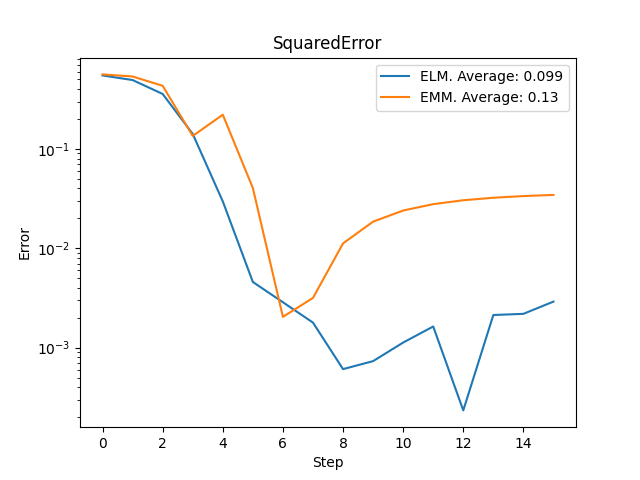 SquaredError
ELM. Average: 0.099
EMM. Average: 0.13
Error
10⁻¹
10⁻²
10⁻³
0 2 4 6 8 10 12 14
Step